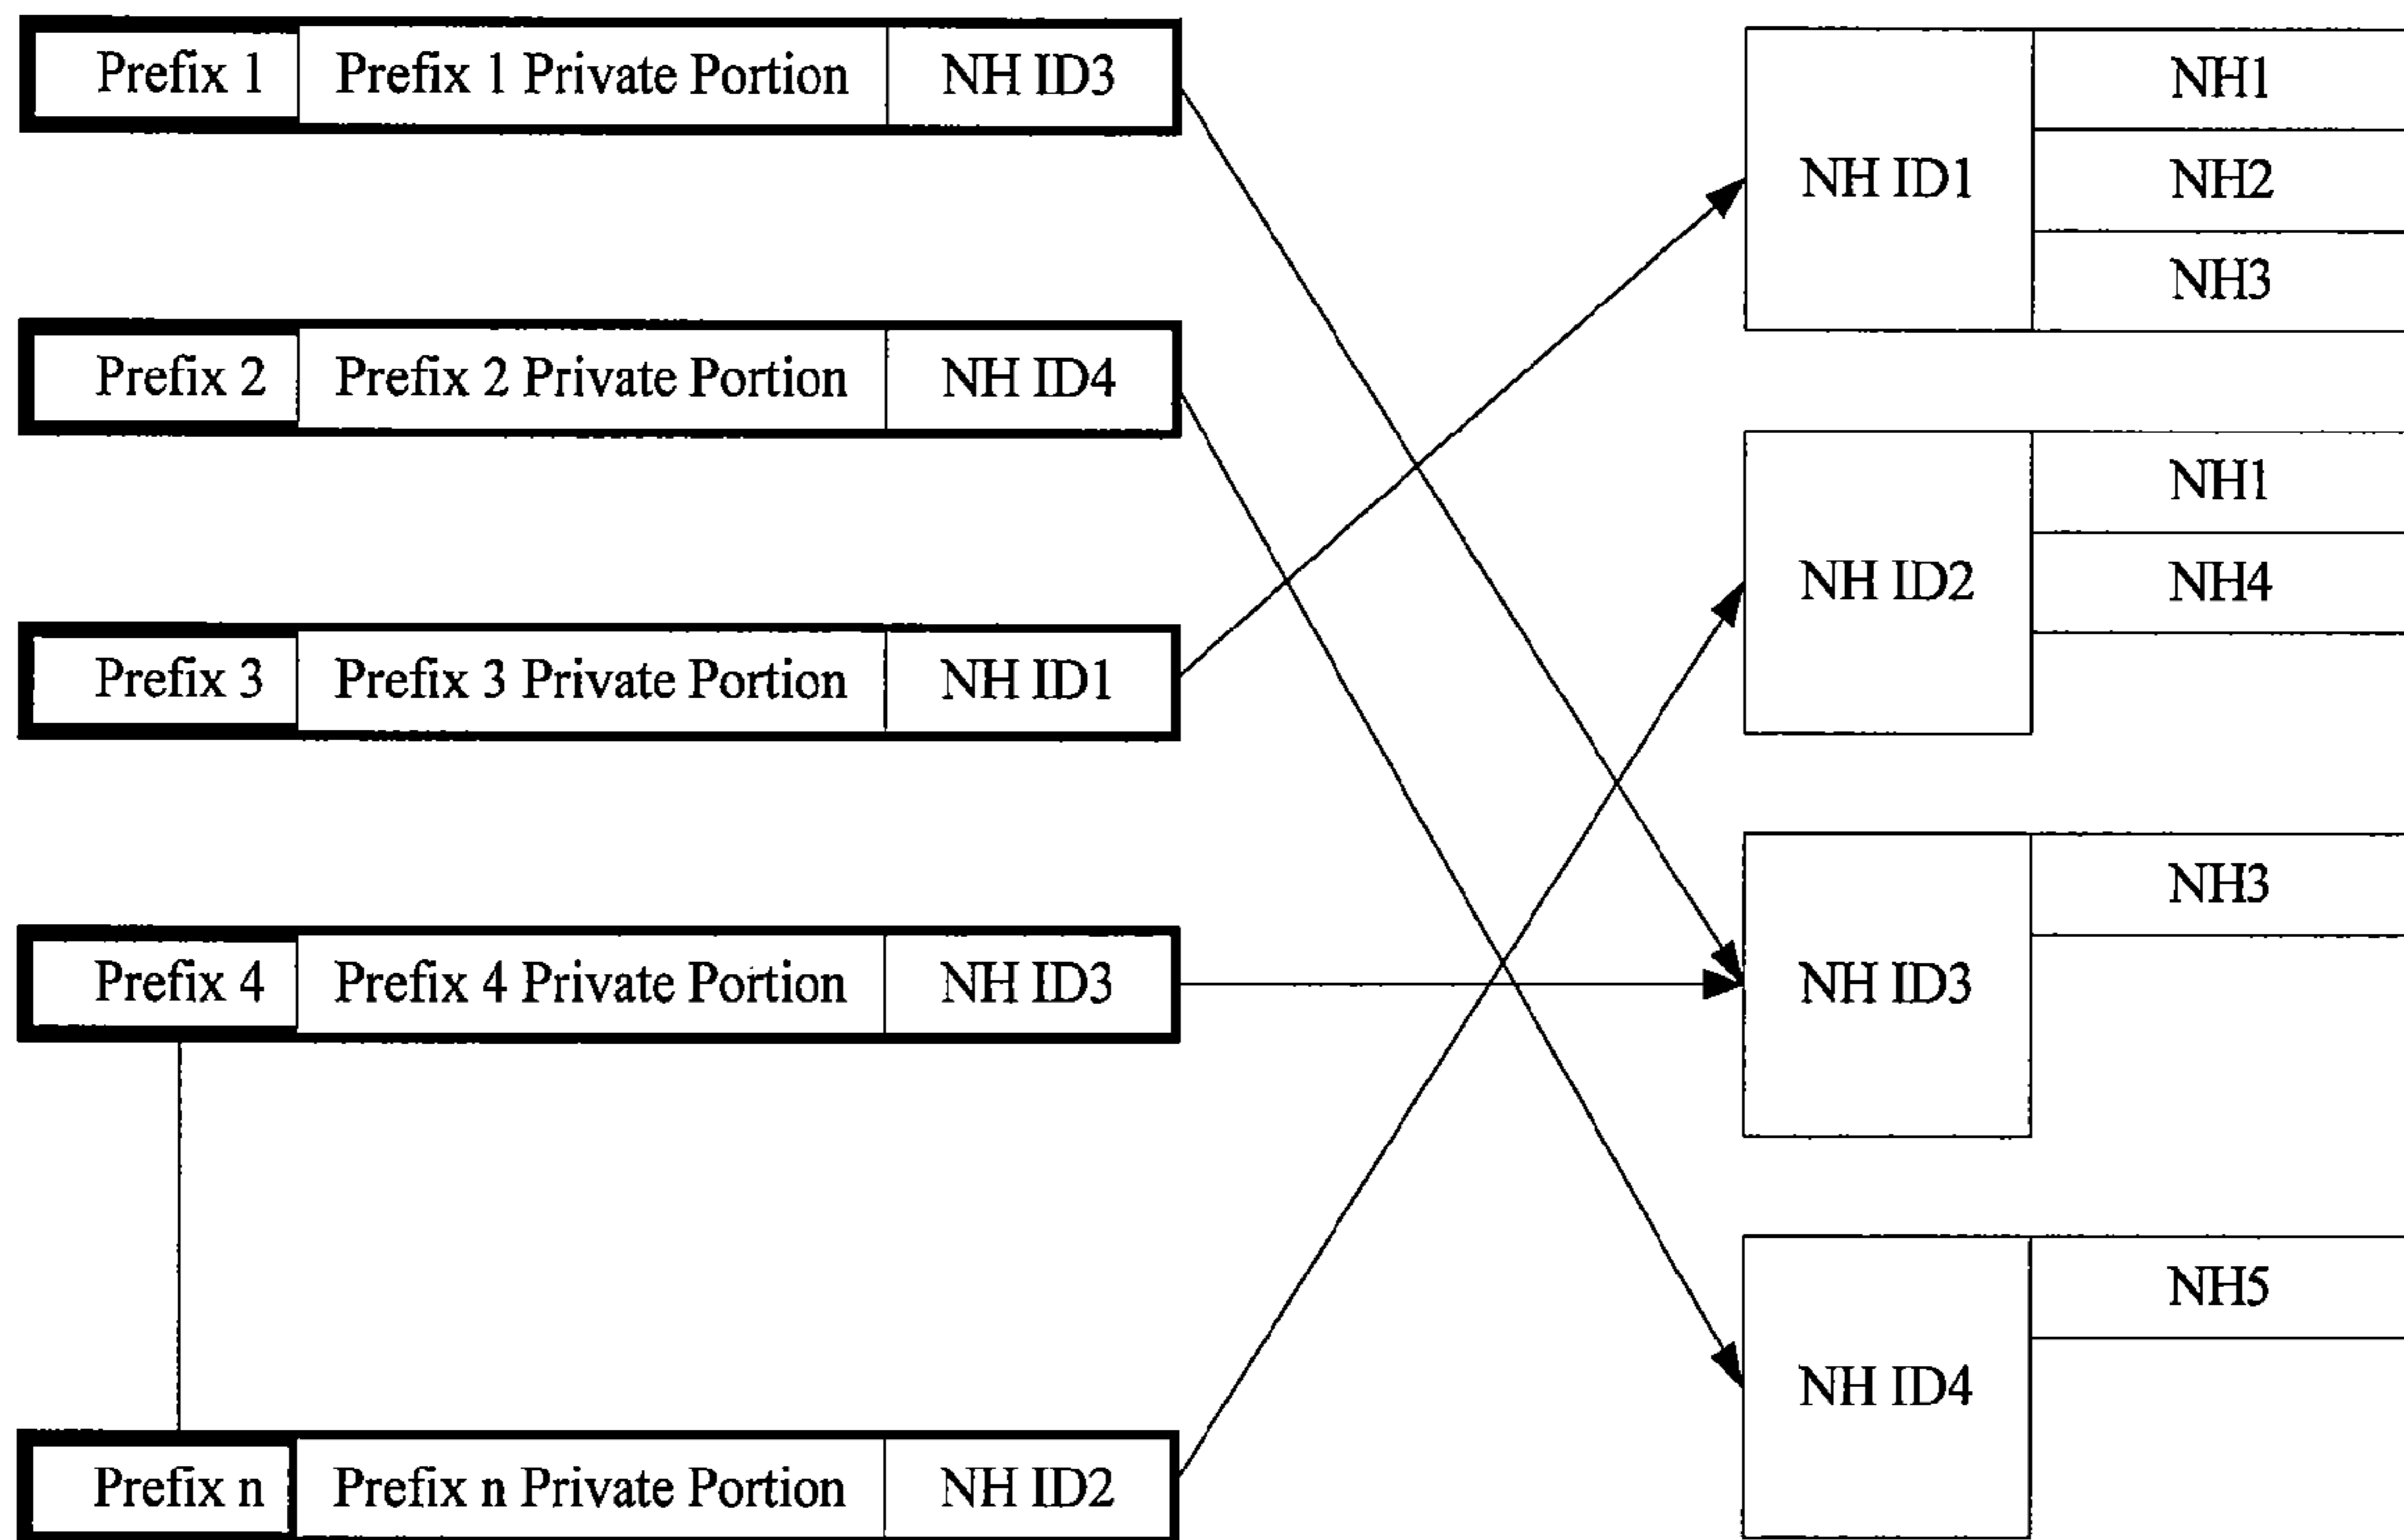 Prefix 1 Prefix 1 Private Portion NH ID3
Prefix 2 Prefix 2 Private Portion NH ID4
Prefix 3 Prefix 3 Private Portion NH ID1
Prefix 4 Prefix 4 Private Portion NH ID3
Prefix n Prefix n Private Portion NH ID2
NH ID1
NH1
NH2
NH3
NH ID2
NH1
NH4
NH ID3
NH3
NH ID4
NH5